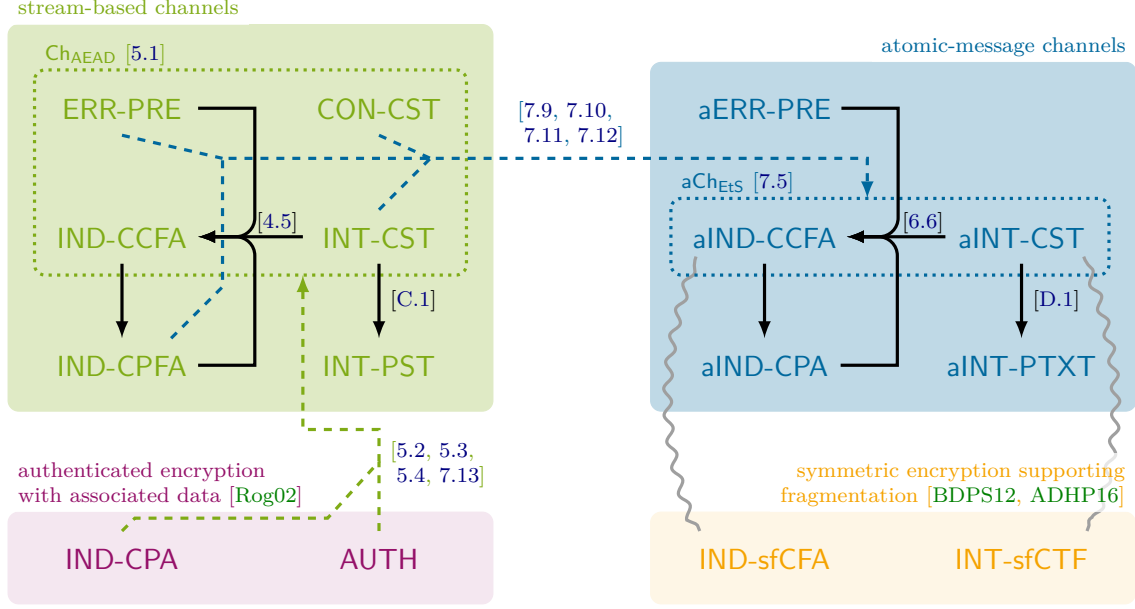 stream-based channels
Ch_AEAD [5.1]
ERR-PRE
CON-CST
IND-CCFA
[4.5]
INT-CST
[C.1]
IND-CPFA
INT-PST
[7.9, 7.10,
7.11, 7.12]
atomic-message channels
aERR-PRE
aCh_EtS [7.5]
aIND-CCFA
[6.6]
aINT-CST
[D.1]
aIND-CPA
aINT-PTXT
[5.2, 5.3,
5.4, 7.13]
authenticated encryption
with associated data [Rog02]
IND-CPA
AUTH
symmetric encryption supporting
fragmentation [BDPS12, ADHP16]
IND-sfCFA
INT-sfCTF